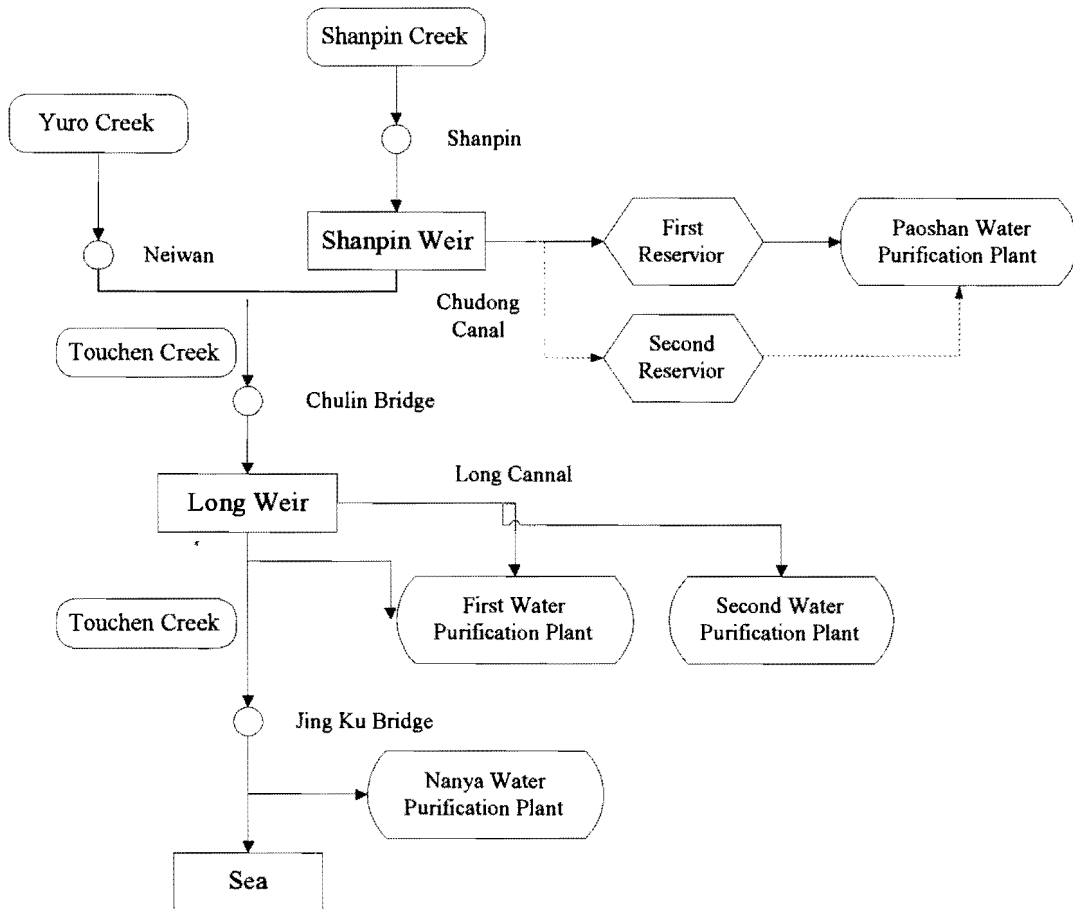 Shanpin Creek
Yuro Creek
Shanpin
Neiwan
Shanpin Weir
First
Reservior
Paoshan Water
Purification Plant
Chudong
Canal
Second
Reservior
Touchen Creek
Chulin Bridge
Long Cannal
Long Weir
First Water
Purification Plant
Second Water
Purification Plant
Touchen Creek
Jing Ku Bridge
Nanya Water
Purification Plant
Sea